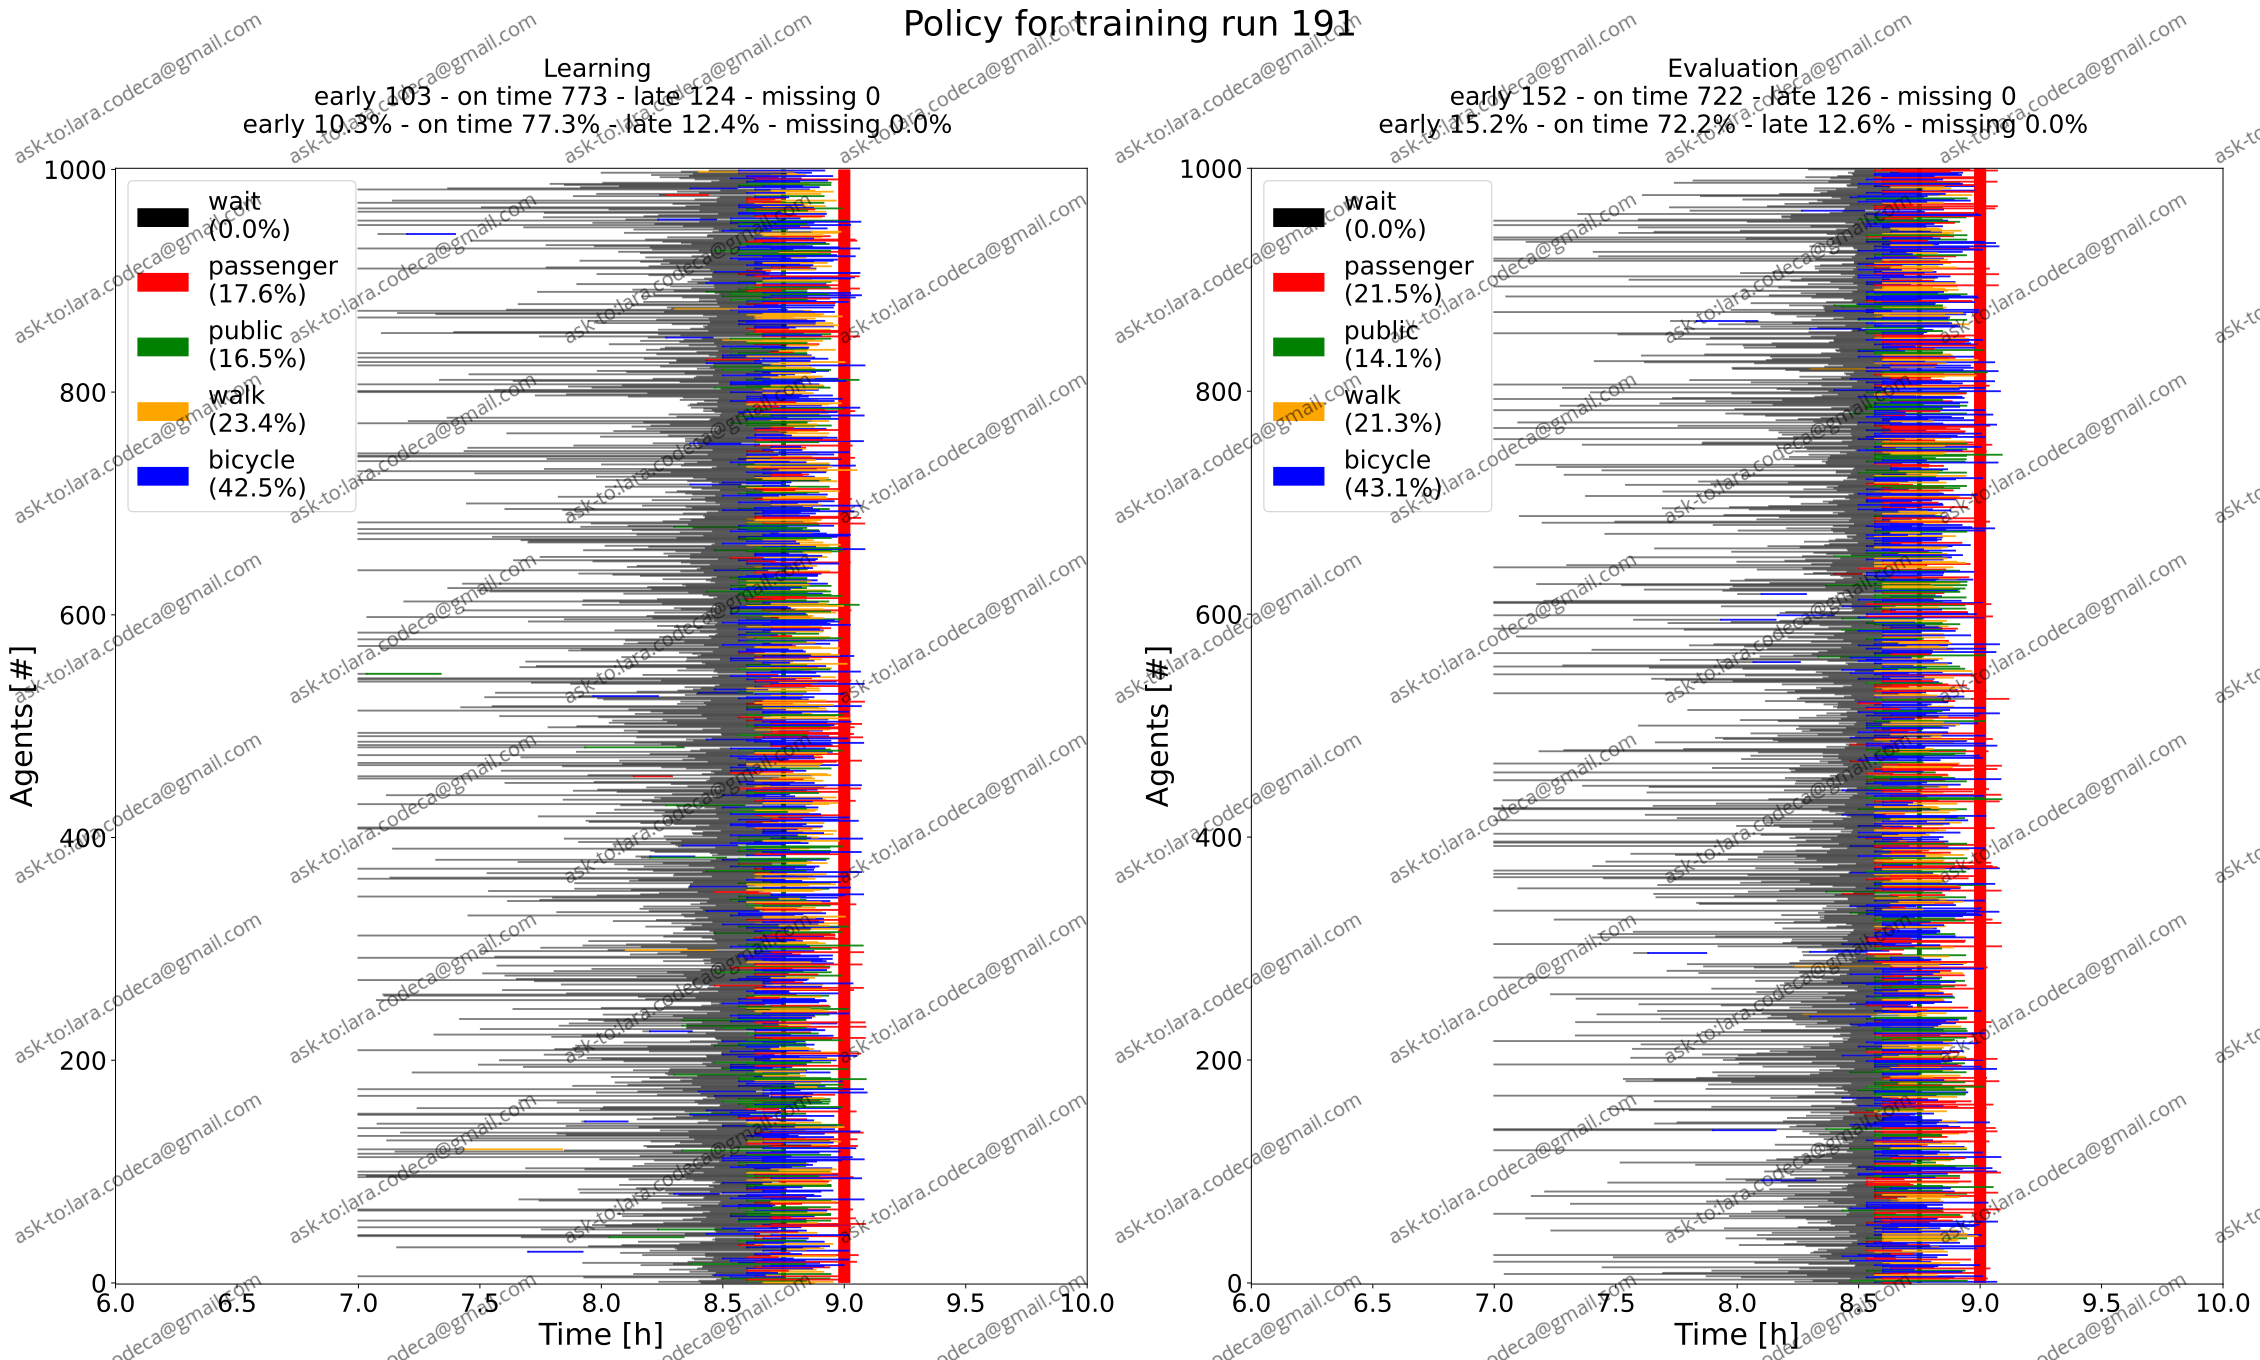 Policy for training run 191
Learning
early 103 - on time 773 - late 124 - missing 0
early 10.3% - on time 77.3% - late 12.4% - missing 0.0%
Agents [#]
1000
800
600
400
200
0
wait
(0.0%)
passenger
(17.6%)
public
(16.5%)
walk
(23.4%)
bicycle
(42.5%)
6.0 6.5 7.0 7.5 8.0 8.5 9.0 9.5 10.0
Time [h]
Evaluation
early 152 - on time 722 - late 126 - missing 0
early 15.2% - on time 72.2% - late 12.6% - missing 0.0%
Agents [#]
1000
800
600
400
200
0
wait
(0.0%)
passenger
(21.5%)
public
(14.1%)
walk
(21.3%)
bicycle
(43.1%)
6.0 6.5 7.0 7.5 8.0 8.5 9.0 9.5 10.0
Time [h]
ask-to:lara.codeca@gmail.com